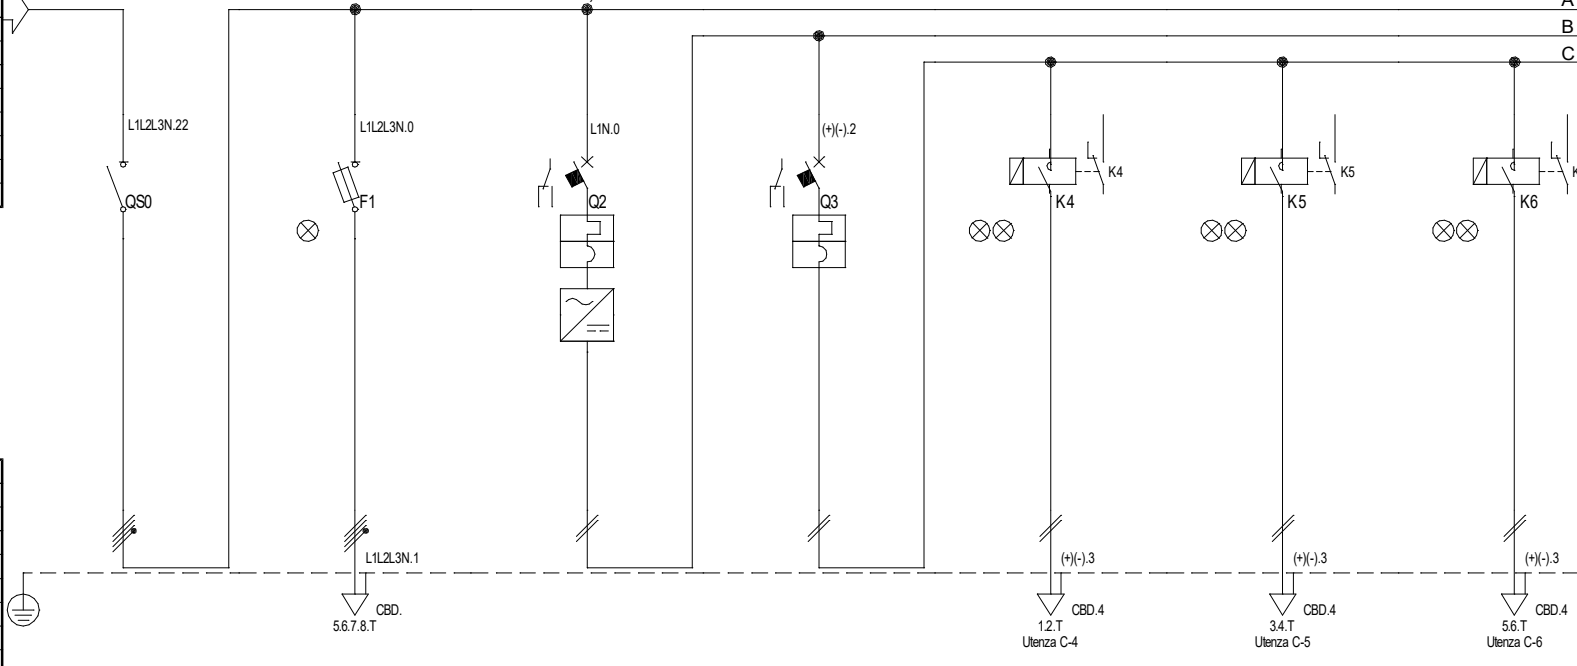 A
B
C
L1L2L3N.22
L1L2L3N.0
L1N.0
(+)(-).2
QS0
F1
Q2
Q3
K4
K4
K5
K5
K6
L1L2L3N.1
(+)(-).3
(+)(-).3
(+)(-).3
CBD.
5.6.7.8.T
CBD.4
1.2.T
Utenza C-4
CBD.4
3.4.T
Utenza C-5
CBD.4
5.6.T
Utenza C-6